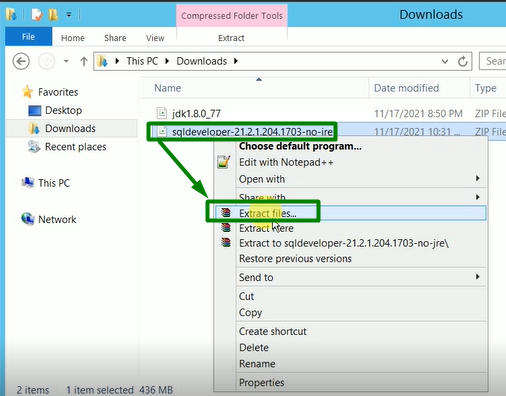 Compressed Folder Tools
Downloads
File
Home
Share
View
Extract
This PC
Downloads
Sear
Name
Date modified
Type
Favorites
Desktop
Downloads
Recent places
This PC
Network
jdk1.8.0_77
11/17/2021 8:50 PM
ZIP File
sqldeveloper-21.2.1.204.1703-no-jre
11/17/2021 10:31 ...
ZIP File
Choose default program...
Edit with Notepad++
Open with
Share with
Extract files...
Extract Here
Extract to sqldeveloper-21.2.1.204.1703-no-jre\
Restore previous versions
Send to
Cut
Copy
Create shortcut
Delete
Rename
Properties
2 items
1 item selected
436 MB